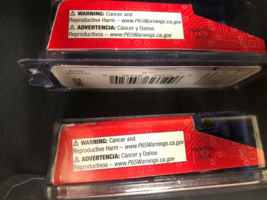 ⚠ WARNING: Cancer and
Reproductive Harm – www.P65Warnings.ca.gov
⚠ ADVERTENCIA: Cáncer y Daños
Reproductivos – www.P65Warnings.ca.gov
⚠ WARNING: Cancer and
Reproductive Harm – www.P65Warnings.ca.gov
⚠ ADVERTENCIA: Cáncer y Daños
Reproductivos – www.P65Warnings.ca.gov